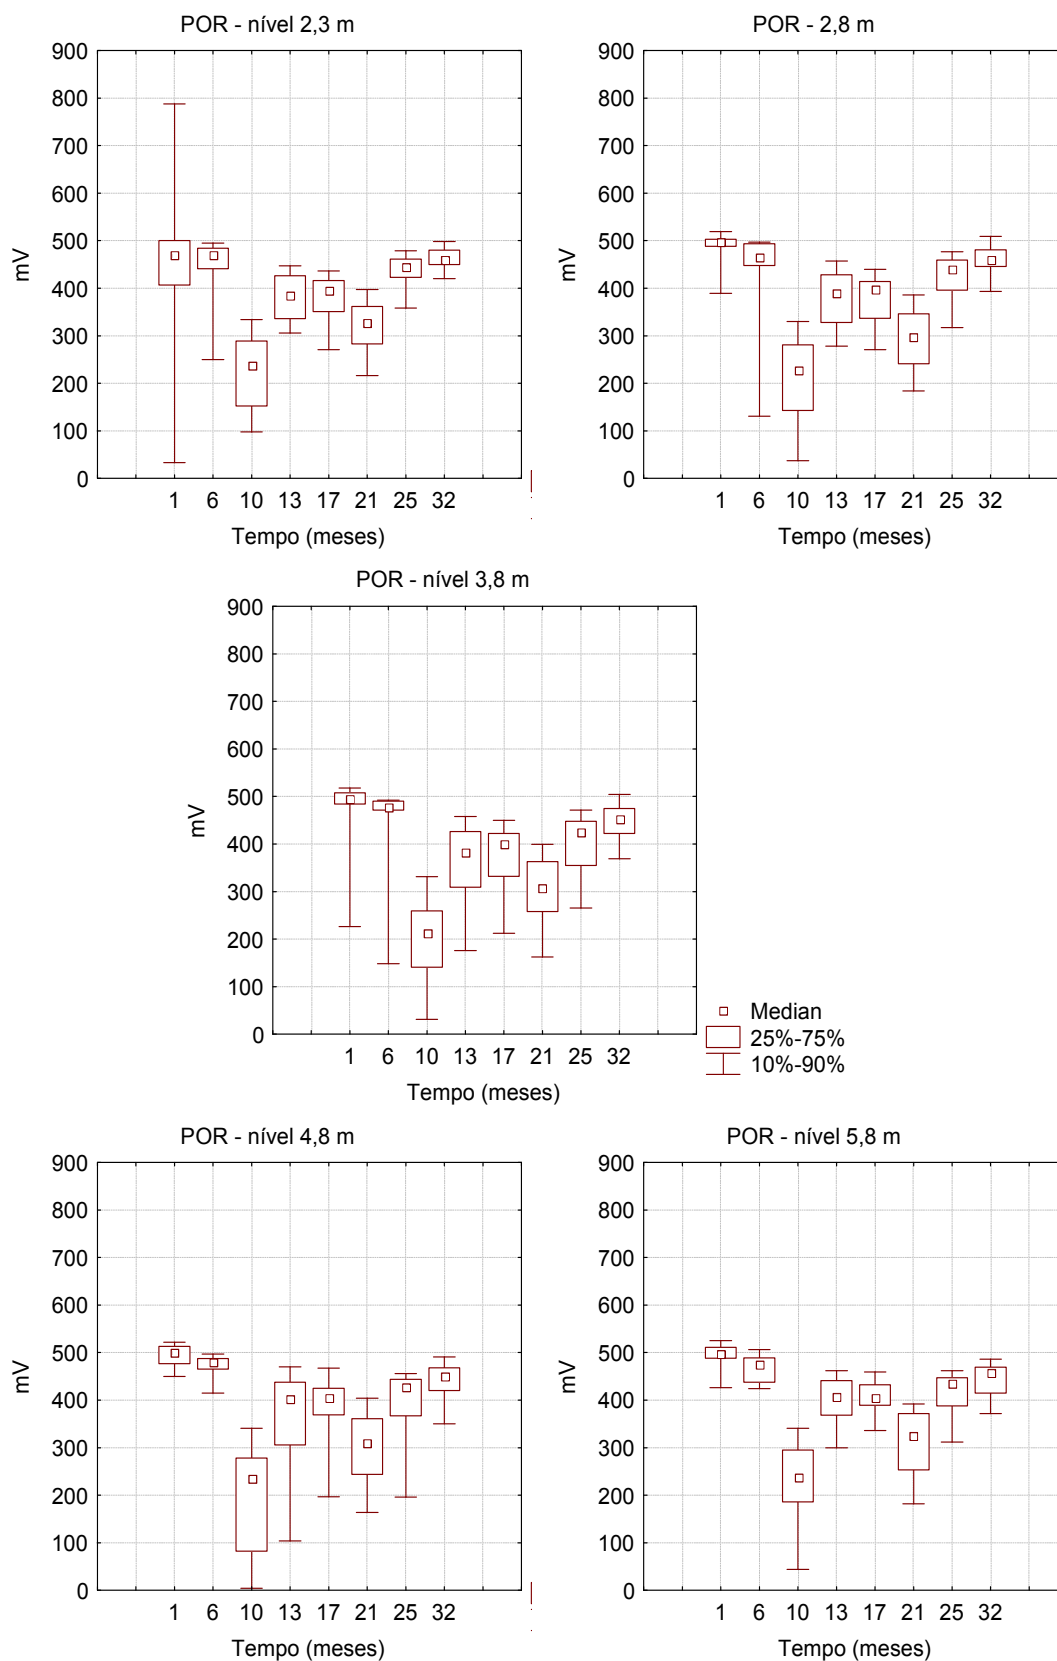 POR - nível 2,3 m
900
800
700
600
500
400
300
200
100
0
mV
1 6 10 13 17 21 25 32
Tempo (meses)
POR - 2,8 m
900
800
700
600
500
400
300
200
100
0
mV
1 6 10 13 17 21 25 32
Tempo (meses)
POR - nível 3,8 m
900
800
700
600
500
400
300
200
100
0
mV
1 6 10 13 17 21 25 32
Tempo (meses)
Median
25%-75%
10%-90%
POR - nível 4,8 m
900
800
700
600
500
400
300
200
100
0
mV
1 6 10 13 17 21 25 32
Tempo (meses)
POR - nível 5,8 m
900
800
700
600
500
400
300
200
100
0
mV
1 6 10 13 17 21 25 32
Tempo (meses)